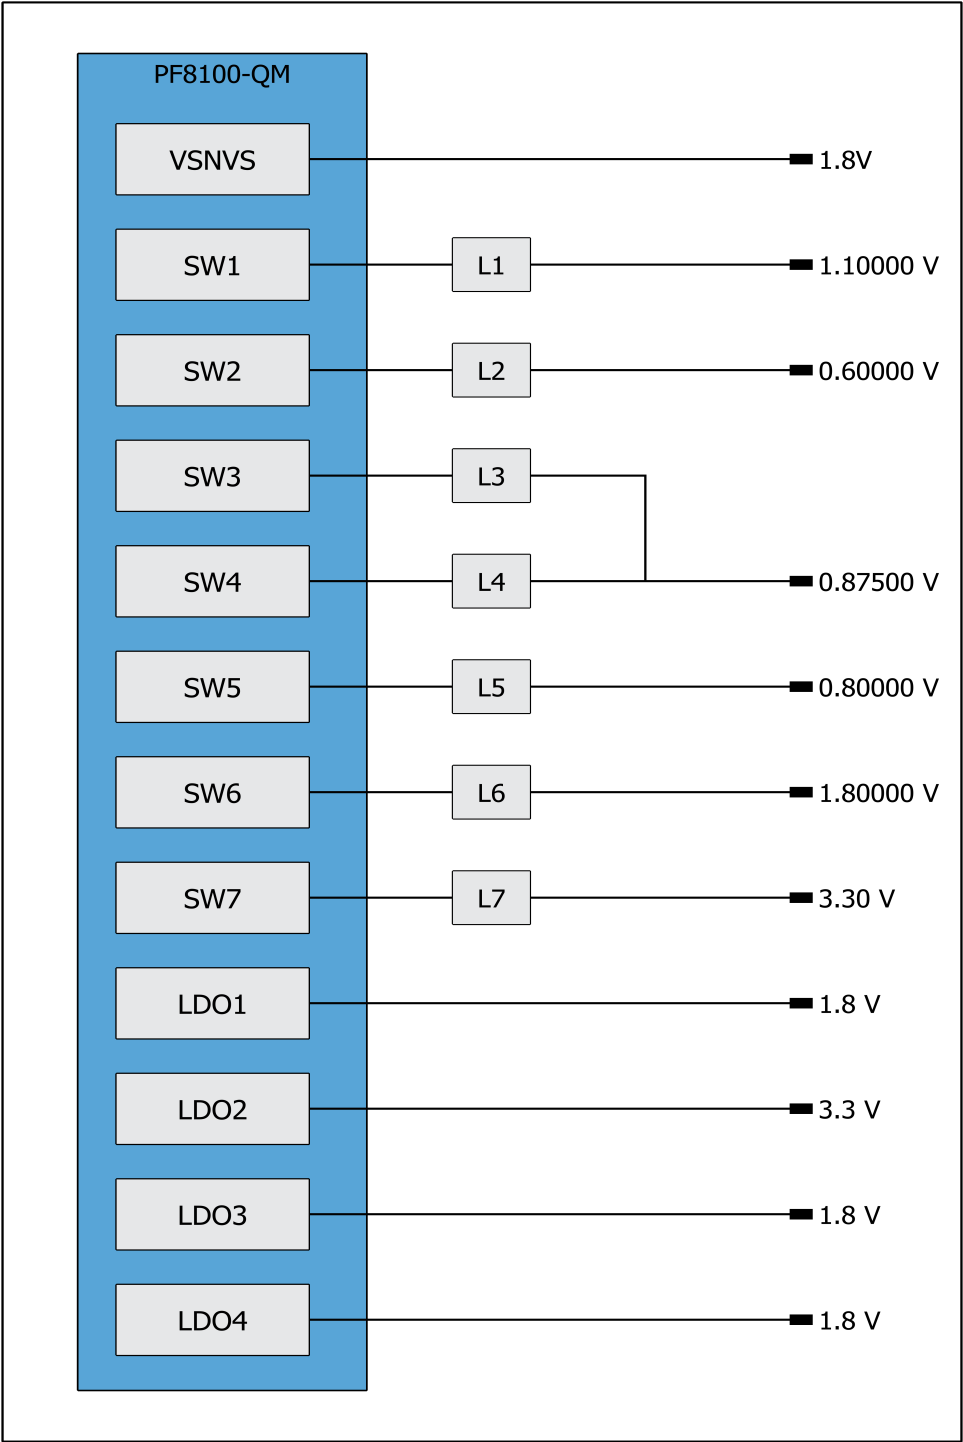 PF8100-QM
VSNVS 1.8V
SW1 L1 1.10000 V
SW2 L2 0.60000 V
SW3 L3
SW4 L4 0.87500 V
SW5 L5 0.80000 V
SW6 L6 1.80000 V
SW7 L7 3.30 V
LDO1 1.8 V
LDO2 3.3 V
LDO3 1.8 V
LDO4 1.8 V